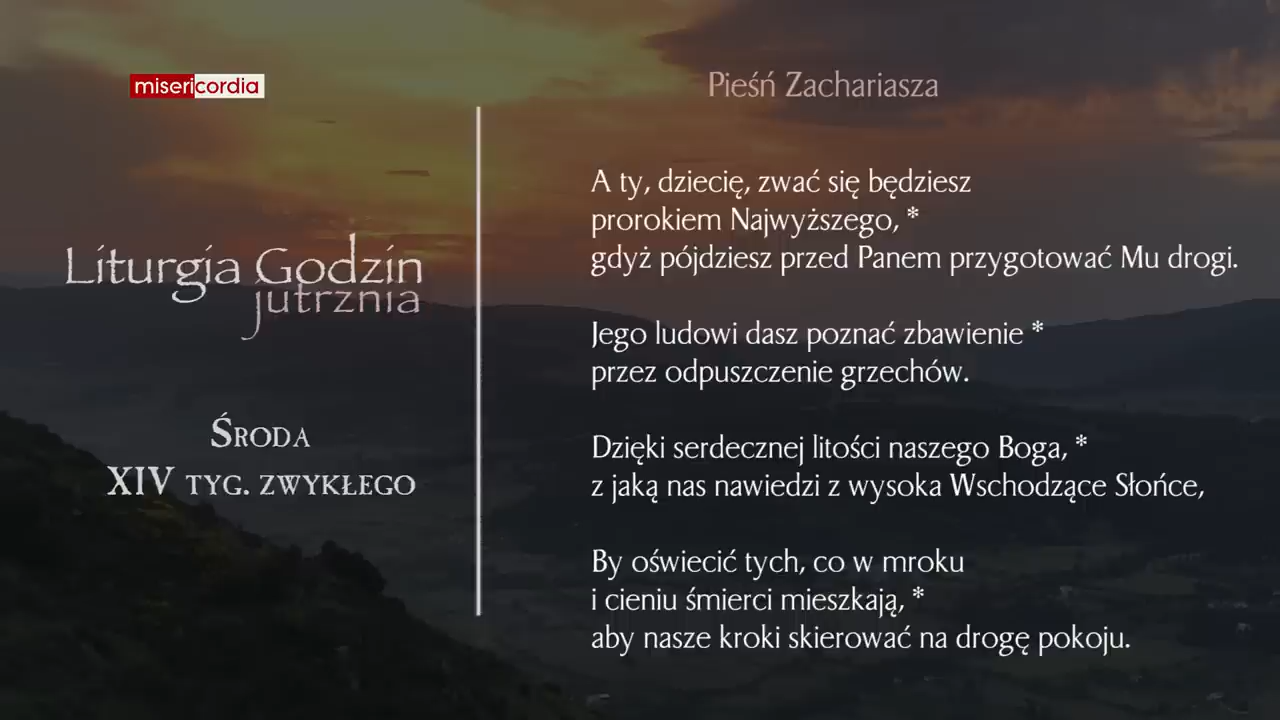 misericordia
Liturgia Godzin
jutrznia
Środa
XIV tyg. zwykłego
Pieśń Zachariasza
A ty, dziecię, zwać się będziesz
prorokiem Najwyższego, *
gdyż pójdziesz przed Panem przygotować Mu drogi.
Jego ludowi dasz poznać zbawienie *
przez odpuszczenie grzechów.
Dzięki serdecznej litości naszego Boga, *
z jaką nas nawiedzi z wysoka Wschodzące Słońce,
By oświecić tych, co w mroku
i cieniu śmierci mieszkają, *
aby nasze kroki skierować na drogę pokoju.